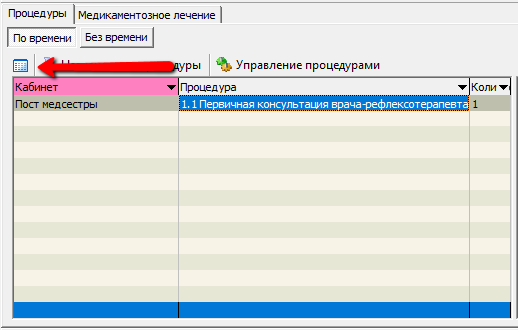 Процедуры Медикаментозное лечение
По времени Без времени
Управление процедурами
Кабинет Процедура Коли
Пост медсестры 1.1 Первичная консультация врача-рефлексотерапевта 1